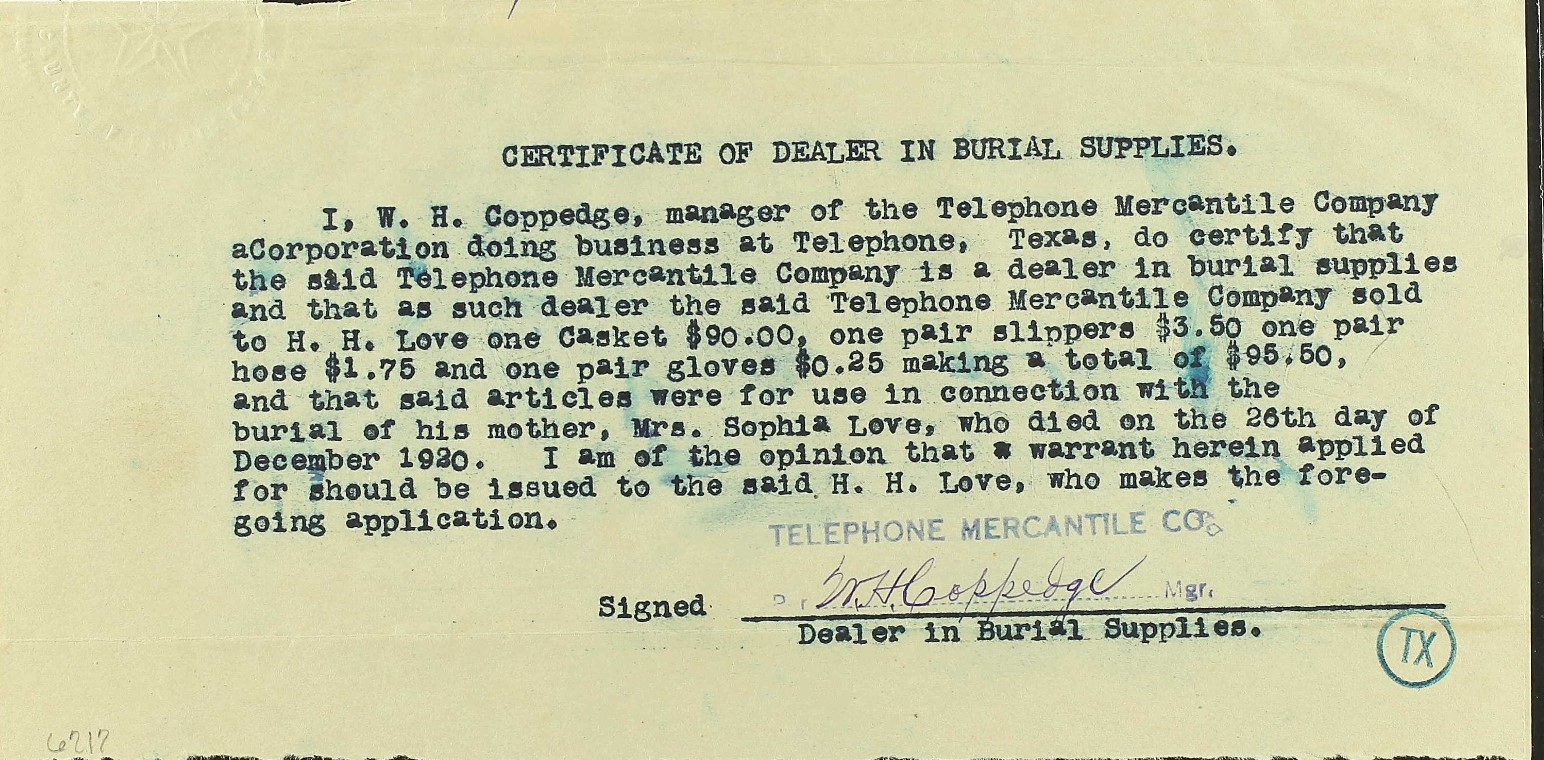 COUNTY
CERTIFICATE OF DEALER IN BURIAL SUPPLIES.
I, W. H. Coppedge, manager of the Telephone Mercantile Company
aCorporation doing business at Telephone, Texas, do certify that
the said Telephone Mercantile Company is a dealer in burial supplies
and that as such dealer the said Telephone Mercantile Company sold
to H. H. Love one Casket $90.00, one pair slippers $3.50 one pair
hose $1.75 and one pair gloves $0.25 making a total of $95.50,
and that said articles were for use in connection with the
burial of his mother, Mrs. Sophia Love, who died on the 26th day of
December 1920. I am of the opinion that a warrant herein applied
for should be issued to the said H. H. Love, who makes the fore-
going application.
TELEPHONE MERCANTILE CO.
Signed W.H.Coppedge Mgr.
Dealer in Burial Supplies.
TX
6217